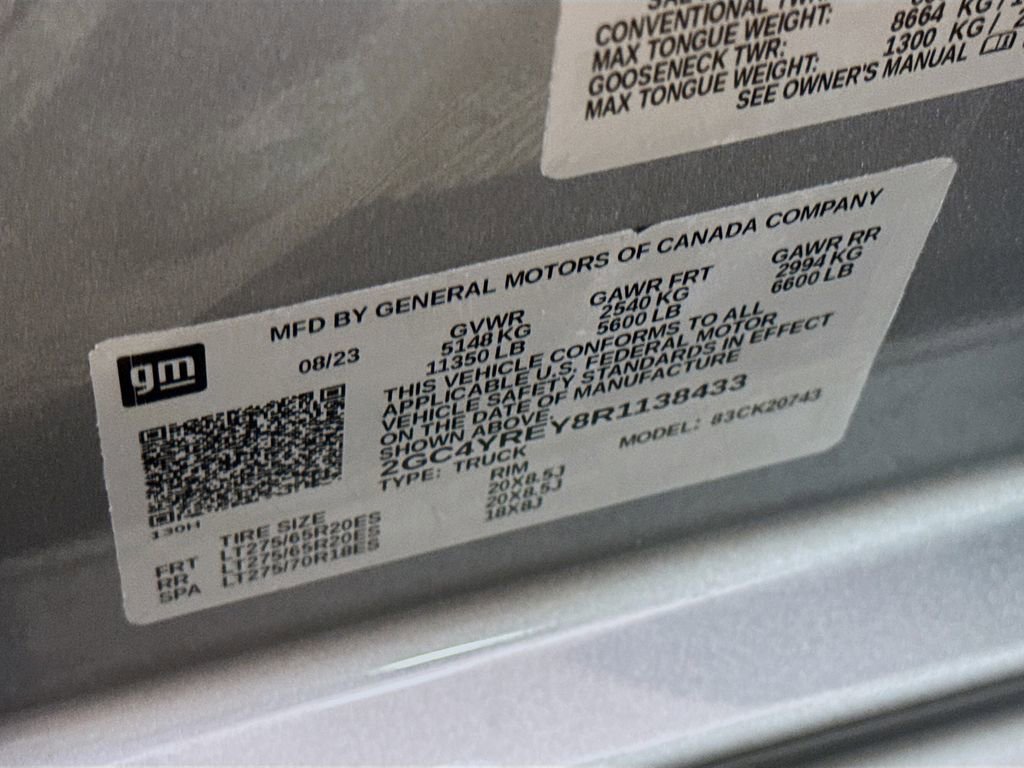 CONVENTIONAL TWR:
MAX TONGUE WEIGHT: 8664 KG/
GOOSENECK TWR: 1300 KG/ 2
MAX TONGUE WEIGHT:
SEE OWNER'S MANUAL
MFD BY GENERAL MOTORS OF CANADA COMPANY
gm
08/23
GVWR GAWR FRT GAWR RR
5148 KG 2540 KG 2994 KG
11350 LB 5600 LB 6600 LB
THIS VEHICLE CONFORMS TO ALL
APPLICABLE U.S. FEDERAL MOTOR
VEHICLE SAFETY STANDARDS IN EFFECT
ON THE DATE OF MANUFACTURE
SHOWN ABOVE.
2GC4YREY8R1138433
TYPE: TRUCK MODEL: 83CK20743
130H
TIRE SIZE RIM
FRT LT275/65R20ES 20X8.5J
RR LT275/65R20ES 20X8.5J
SPA LT275/70R18ES 18X8J